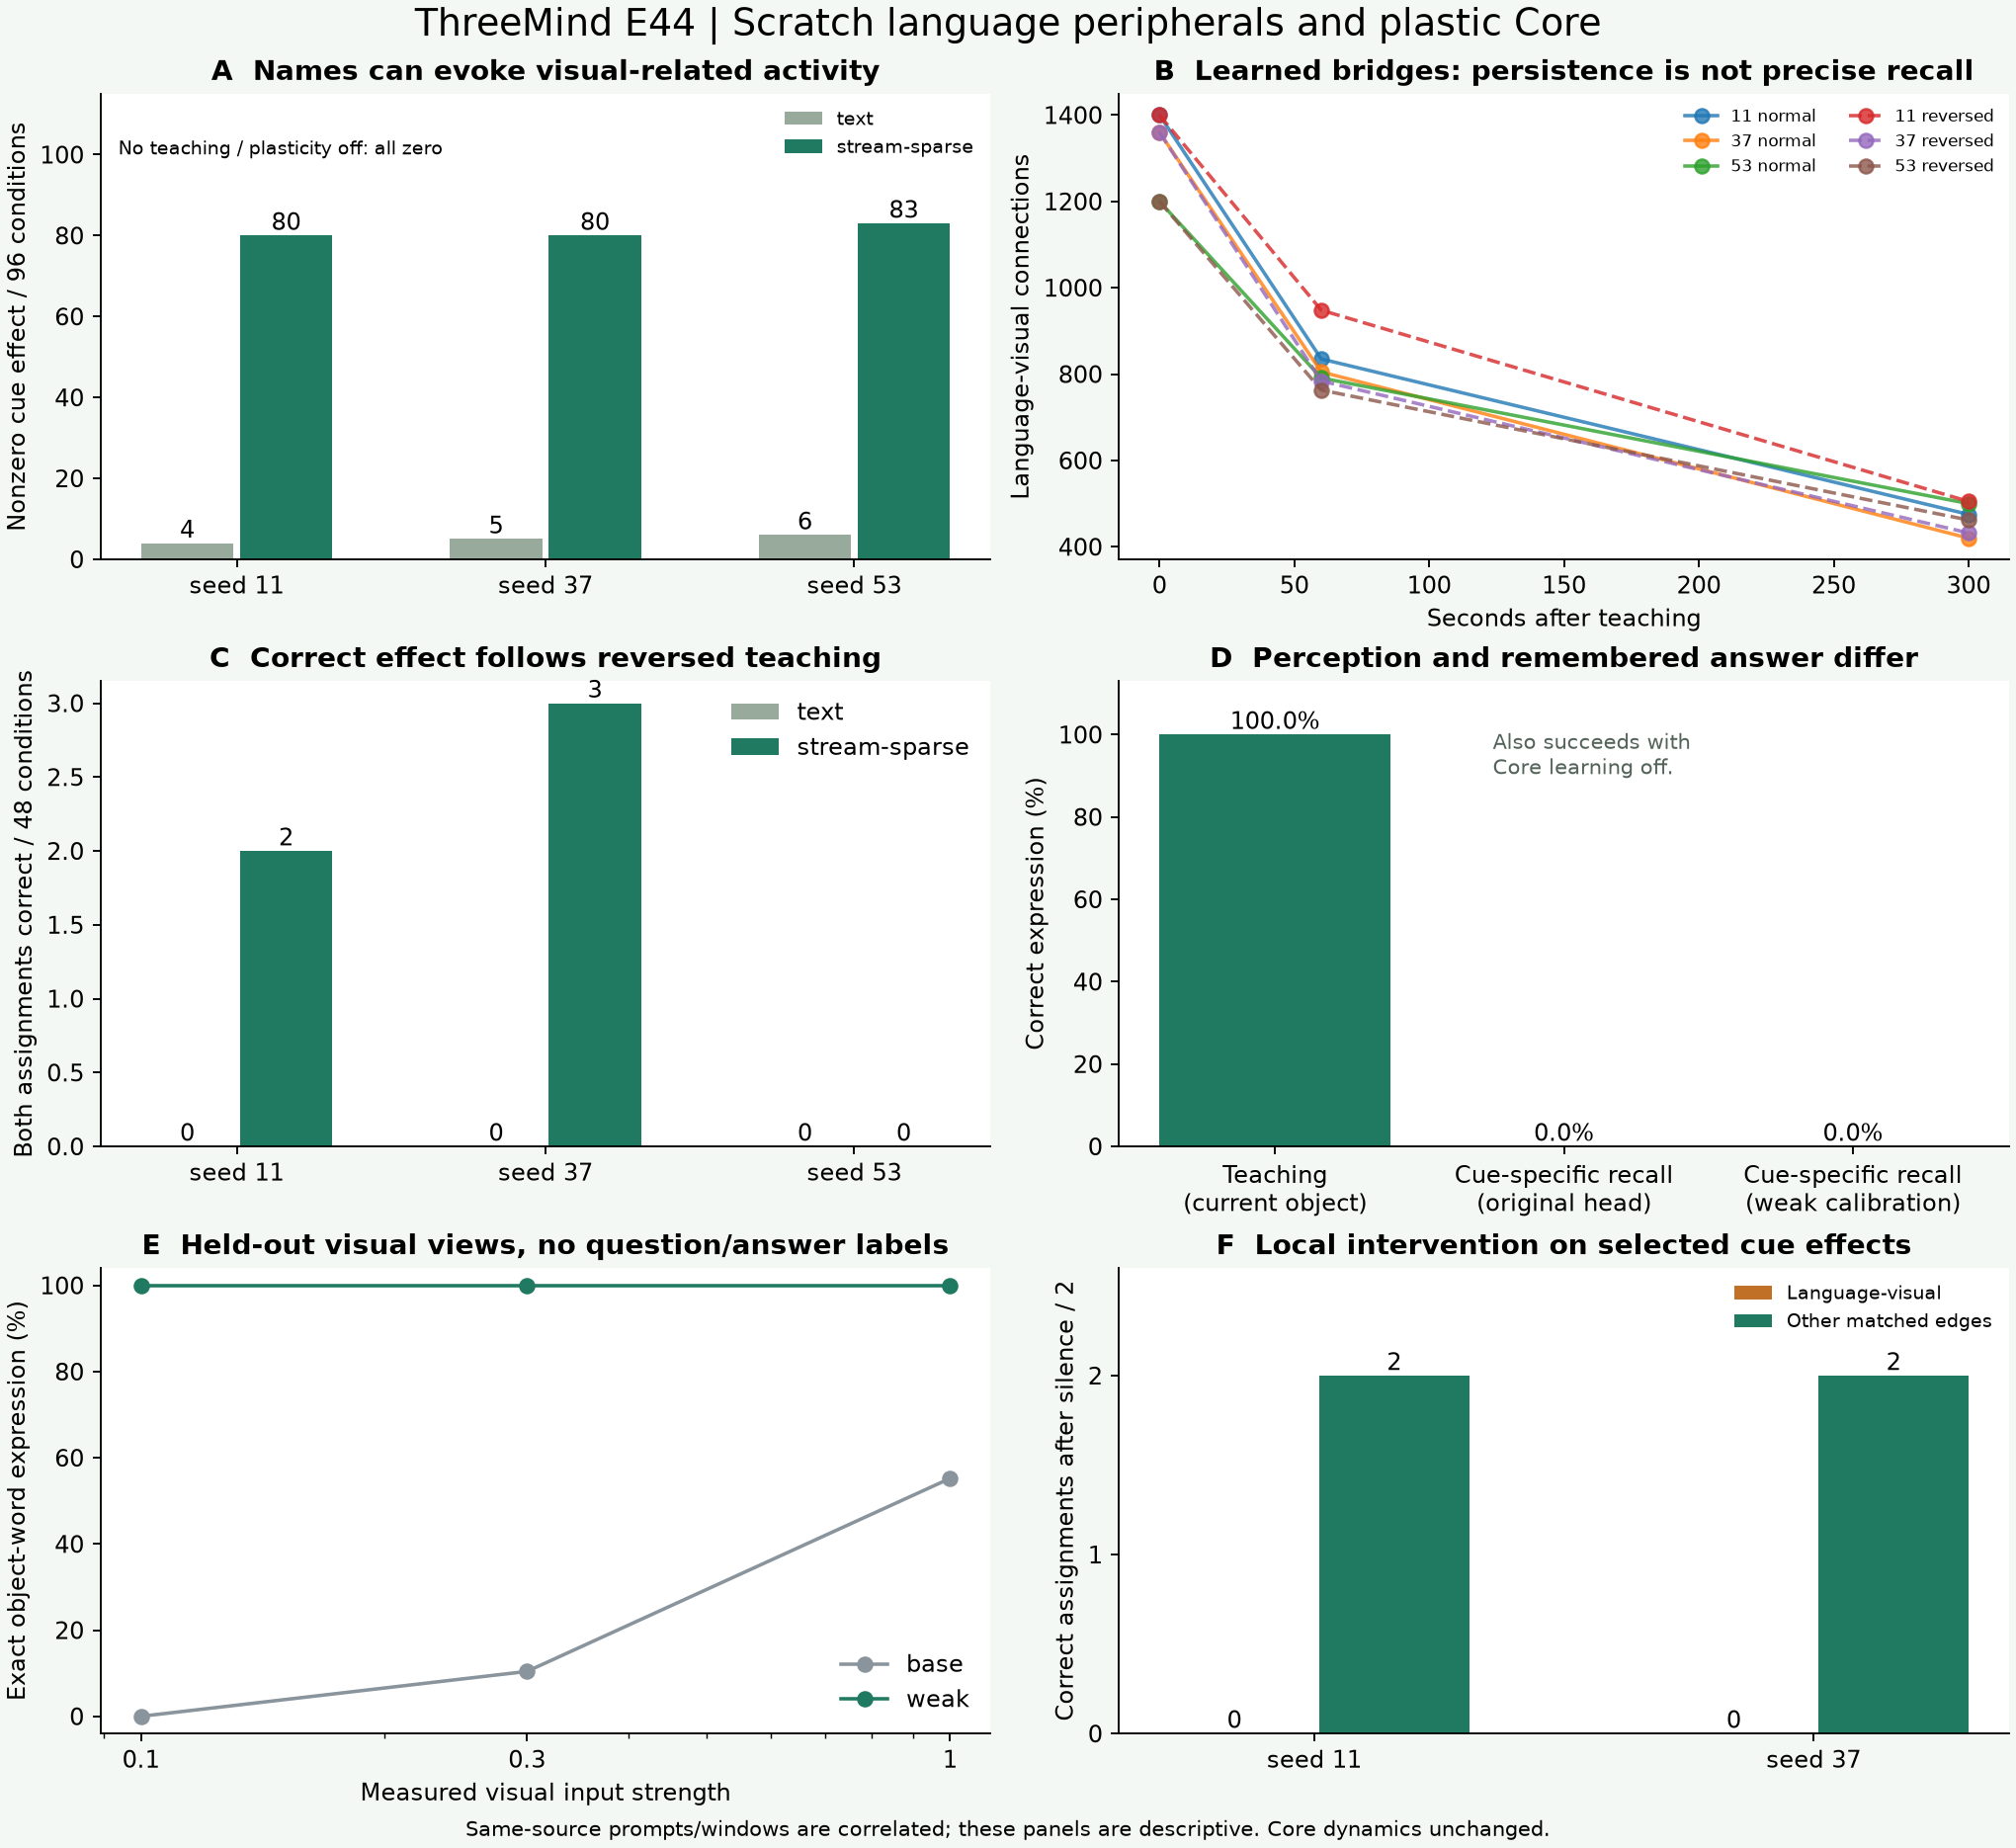 ThreeMind E44 | Scratch language peripherals and plastic Core
A Names can evoke visual-related activity
Nonzero cue effect / 96 conditions
No teaching / plasticity off: all zero
text
stream-sparse
100
80
60
40
20
0
4
80
5
80
6
83
seed 11
seed 37
seed 53
B Learned bridges: persistence is not precise recall
Language-visual connections
11 normal
37 normal
53 normal
11 reversed
37 reversed
53 reversed
1400
1200
1000
800
600
400
0
50
100
150
200
250
300
Seconds after teaching
C Correct effect follows reversed teaching
Both assignments correct / 48 conditions
text
stream-sparse
3.0
2.5
2.0
1.5
1.0
0.5
0.0
0
2
0
3
0
0
seed 11
seed 37
seed 53
D Perception and remembered answer differ
Correct expression (%)
100
80
60
40
20
0
100.0%
Also succeeds with
Core learning off.
0.0%
0.0%
Teaching
(current object)
Cue-specific recall
(original head)
Cue-specific recall
(weak calibration)
E Held-out visual views, no question/answer labels
Exact object-word expression (%)
100
80
60
40
20
0
base
weak
0.1
0.3
1
Measured visual input strength
F Local intervention on selected cue effects
Correct assignments after silence / 2
Language-visual
Other matched edges
2
1
0
0
2
0
2
seed 11
seed 37
Same-source prompts/windows are correlated; these panels are descriptive. Core dynamics unchanged.